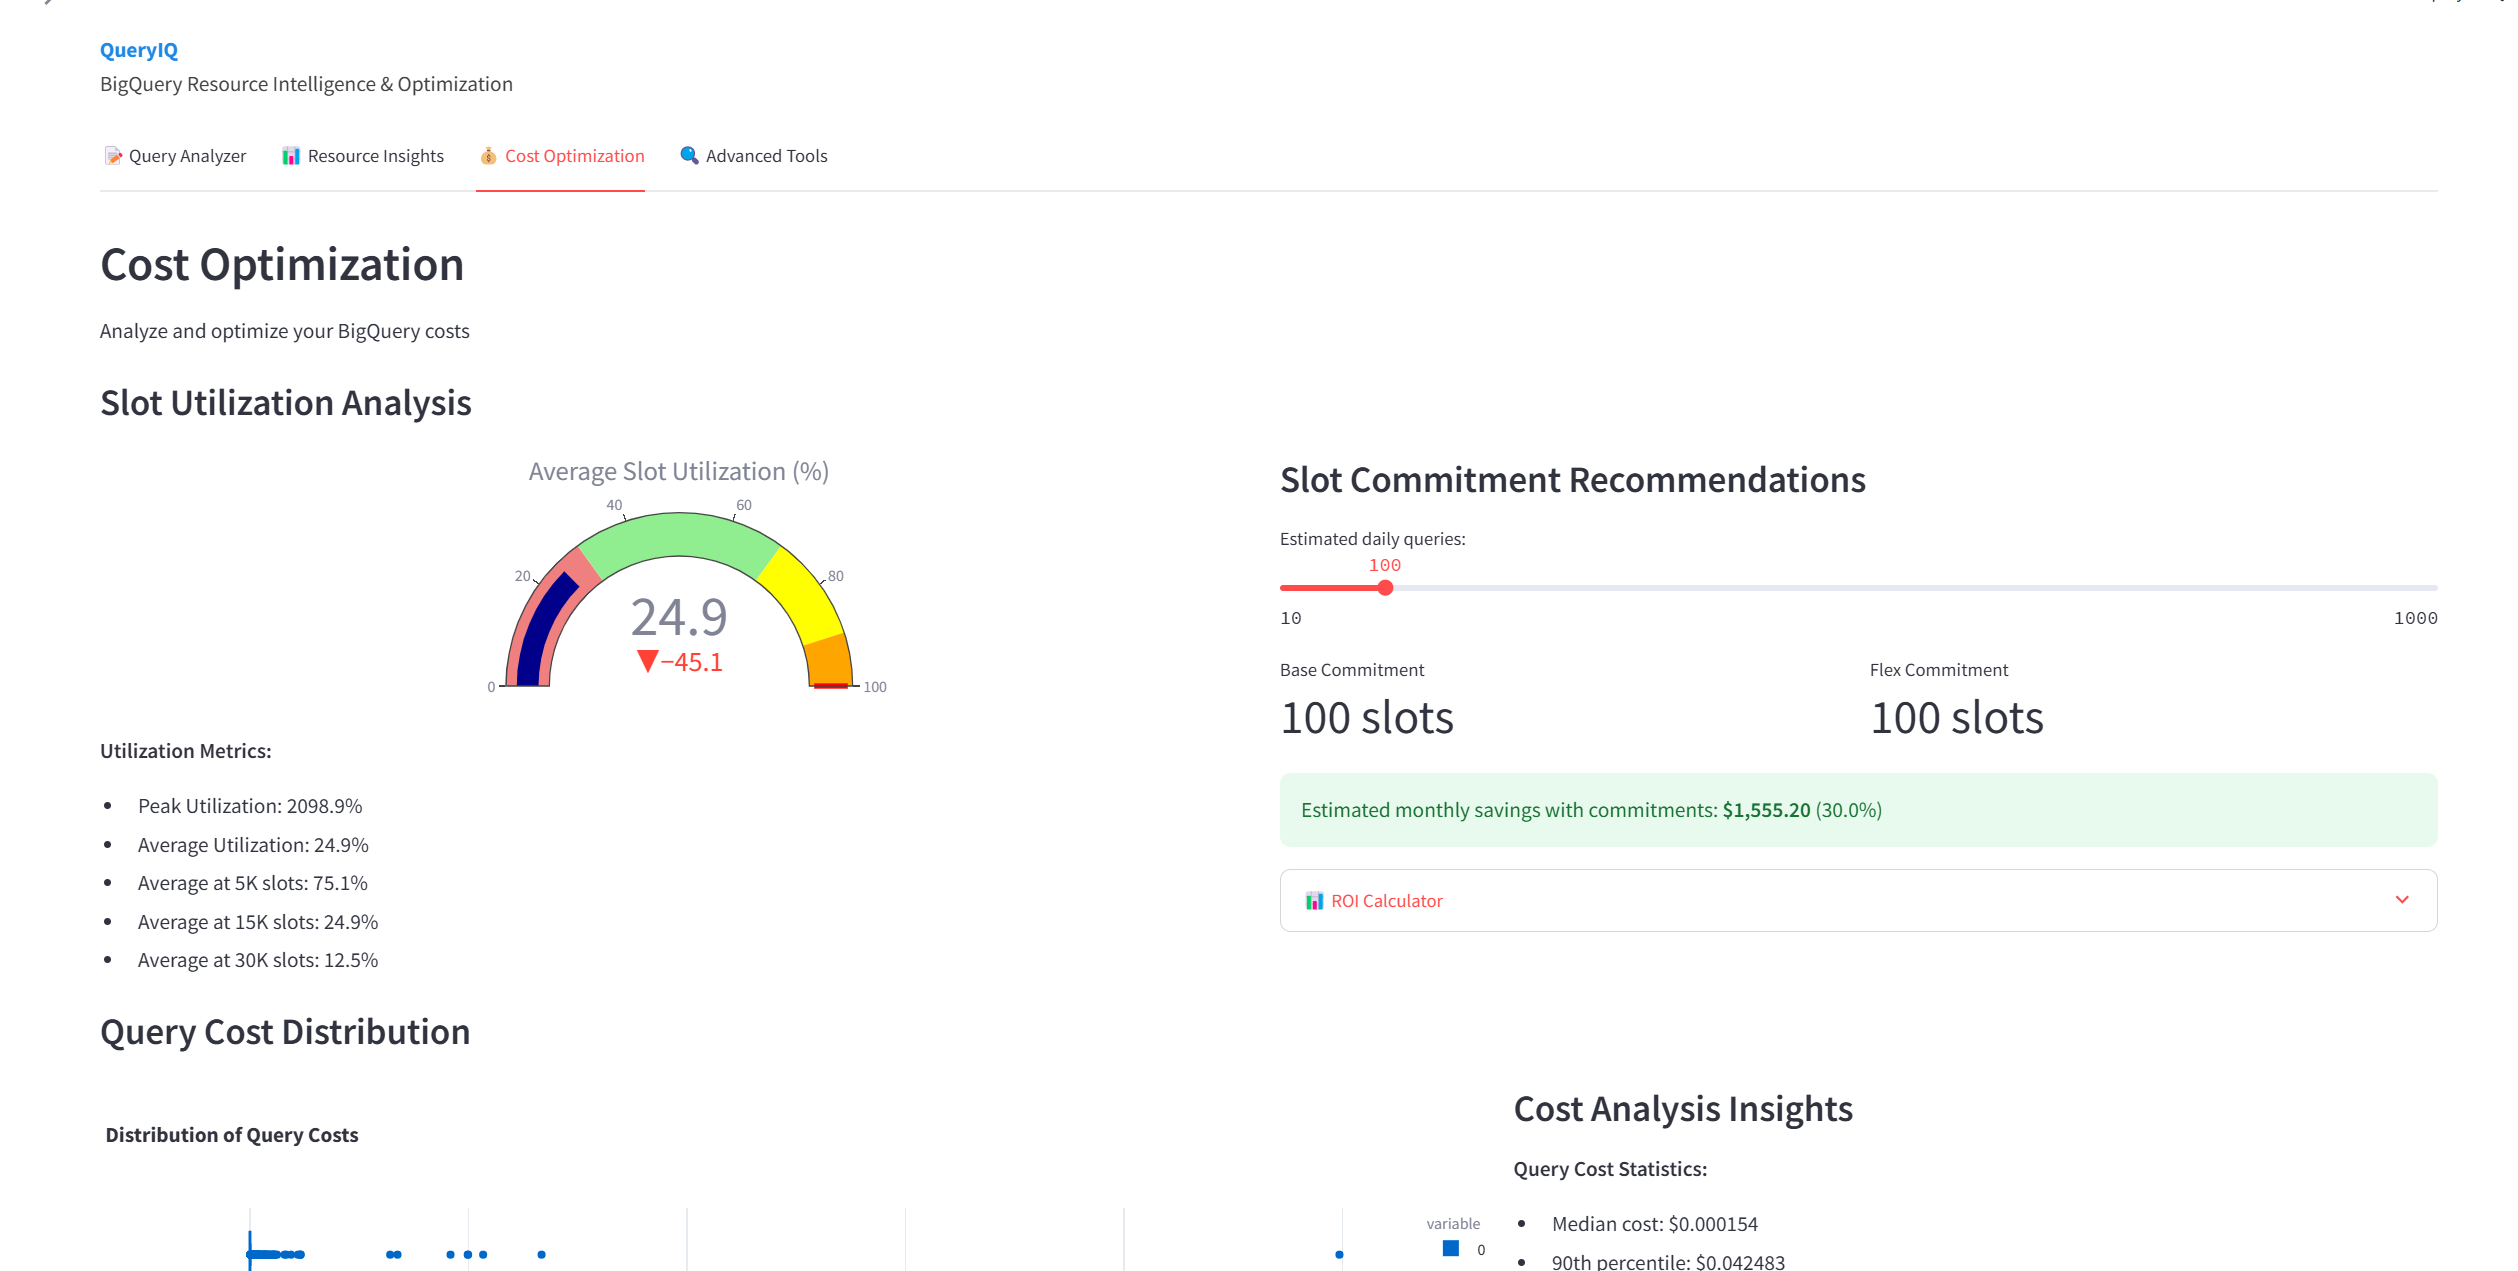 QueryIQ
BigQuery Resource Intelligence & Optimization
Query Analyzer
Resource Insights
Cost Optimization
Advanced Tools
Cost Optimization
Analyze and optimize your BigQuery costs
Slot Utilization Analysis
Average Slot Utilization (%)
0
20
40
60
80
100
24.9
▼−45.1
Utilization Metrics:
• Peak Utilization: 2098.9%
• Average Utilization: 24.9%
• Average at 5K slots: 75.1%
• Average at 15K slots: 24.9%
• Average at 30K slots: 12.5%
Slot Commitment Recommendations
Estimated daily queries:
100
10
1000
Base Commitment
100 slots
Flex Commitment
100 slots
Estimated monthly savings with commitments: $1,555.20 (30.0%)
ROI Calculator
Query Cost Distribution
Distribution of Query Costs
variable
0
Cost Analysis Insights
Query Cost Statistics:
• Median cost: $0.000154
• 90th percentile: $0.042483